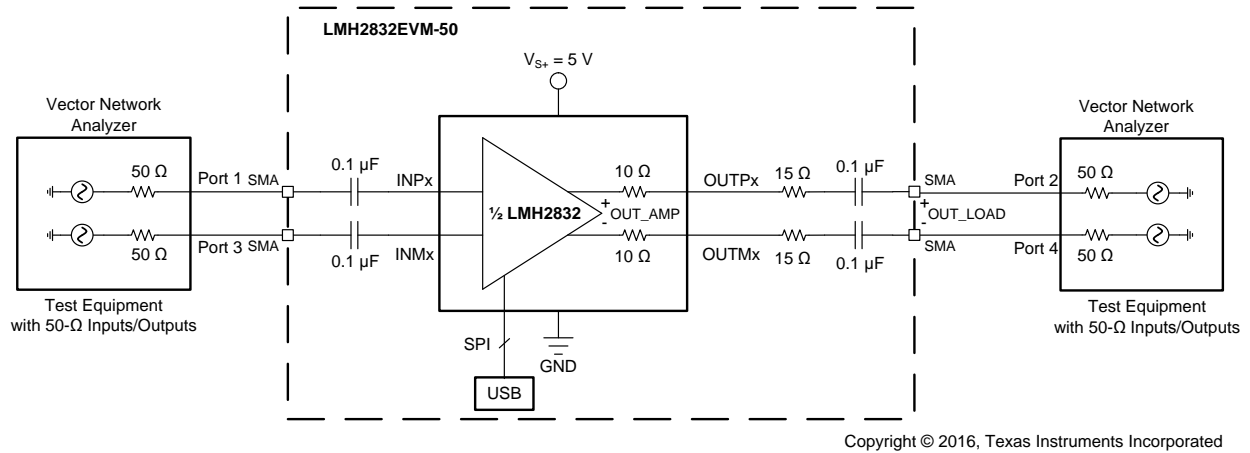 LMH2832EVM-50
VS+ = 5 V
Vector Network
Analyzer
50 Ω
Port 1
SMA
0.1 µF
INPx
10 Ω
OUTPx
15 Ω
0.1 µF
SMA
Port 2
50 Ω
Vector Network
Analyzer
½ LMH2832
+
-
OUT_AMP
+
-
OUT_LOAD
50 Ω
Port 3
SMA
0.1 µF
INMx
10 Ω
OUTMx
15 Ω
0.1 µF
SMA
Port 4
50 Ω
Test Equipment
with 50-Ω Inputs/Outputs
Test Equipment
with 50-Ω Inputs/Outputs
SPI
GND
USB
Copyright © 2016, Texas Instruments Incorporated